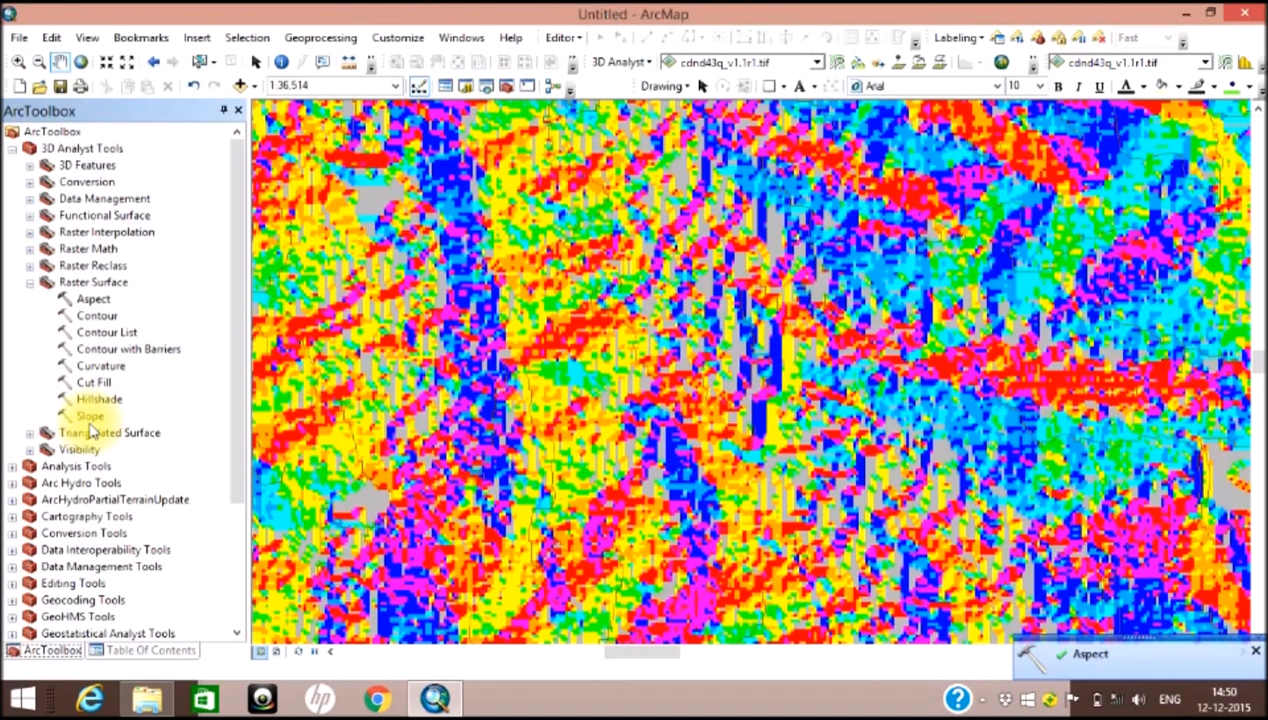 Untitled - ArcMap
File Edit View Bookmarks Insert Selection Geoprocessing Customize Windows Help Editor Labeling Fast
3D Analyst cdnd43q_v1.1r1.tif cdnd43q_v1.1r1.tif
1:36,514 Drawing A Arial 10 B I U A
ArcToolbox
ArcToolbox
3D Analyst Tools
3D Features
Conversion
Data Management
Functional Surface
Raster Interpolation
Raster Math
Raster Reclass
Raster Surface
Aspect
Contour
Contour List
Contour with Barriers
Curvature
Cut Fill
Hillshade
Slope
Triangulated Surface
Visibility
Analysis Tools
Arc Hydro Tools
ArcHydroPartialTerrainUpdate
Cartography Tools
Conversion Tools
Data Interoperability Tools
Data Management Tools
Editing Tools
Geocoding Tools
GeoHMS Tools
Geostatistical Analyst Tools
ArcToolbox Table Of Contents
Aspect
hp
ENG
14:50
12-12-2015